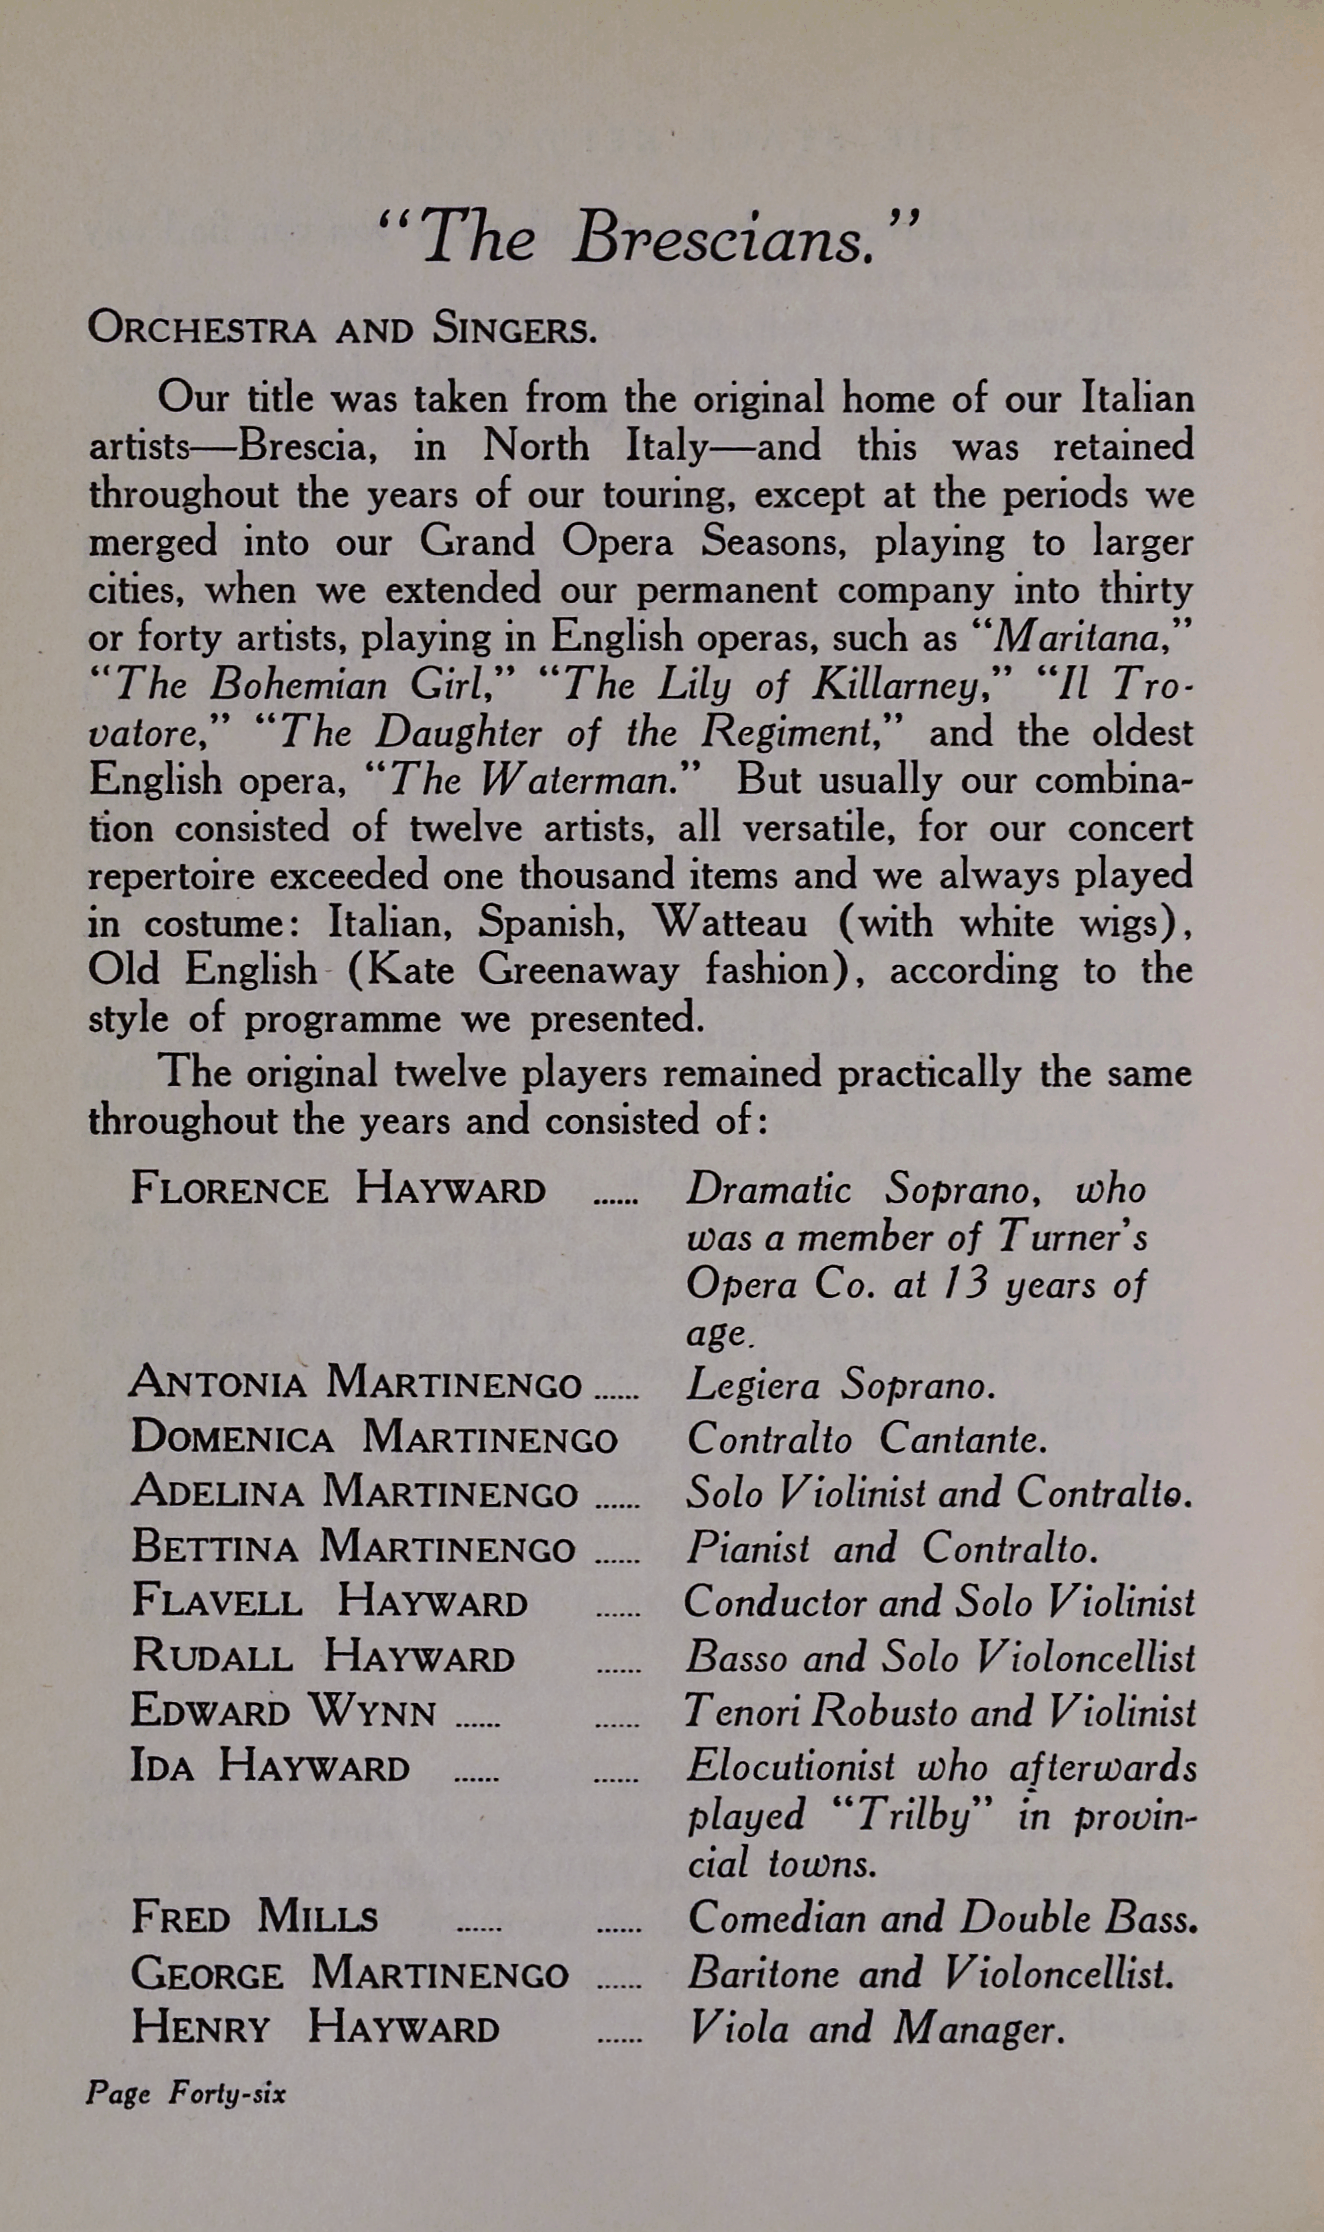 "The Brescians."
ORCHESTRA AND SINGERS.
Our title was taken from the original home of our Italian
artists—Brescia, in North Italy—and this was retained
throughout the years of our touring, except at the periods we
merged into our Grand Opera Seasons, playing to larger
cities, when we extended our permanent company into thirty
or forty artists, playing in English operas, such as "Maritana,"
"The Bohemian Girl," "The Lily of Killarney," "Il Tro-
vatore," "The Daughter of the Regiment," and the oldest
English opera, "The Waterman." But usually our combina-
tion consisted of twelve artists, all versatile, for our concert
repertoire exceeded one thousand items and we always played
in costume: Italian, Spanish, Watteau (with white wigs),
Old English (Kate Greenaway fashion), according to the
style of programme we presented.
The original twelve players remained practically the same
throughout the years and consisted of:
FLORENCE HAYWARD ...... Dramatic Soprano, who
was a member of Turner's
Opera Co. at 13 years of
age.
ANTONIA MARTINENGO ...... Legiera Soprano.
DOMENICA MARTINENGO Contralto Cantante.
ADELINA MARTINENGO ...... Solo Violinist and Contralto.
BETTINA MARTINENGO ...... Pianist and Contralto.
FLAVELL HAYWARD ...... Conductor and Solo Violinist
RUDALL HAYWARD ...... Basso and Solo Violoncellist
EDWARD WYNN ...... ...... Tenori Robusto and Violinist
IDA HAYWARD ...... ...... Elocutionist who afterwards
played "Trilby" in provin-
cial towns.
FRED MILLS ...... ...... Comedian and Double Bass.
GEORGE MARTINENGO ...... Baritone and Violoncellist.
HENRY HAYWARD ...... Viola and Manager.
Page Forty-six